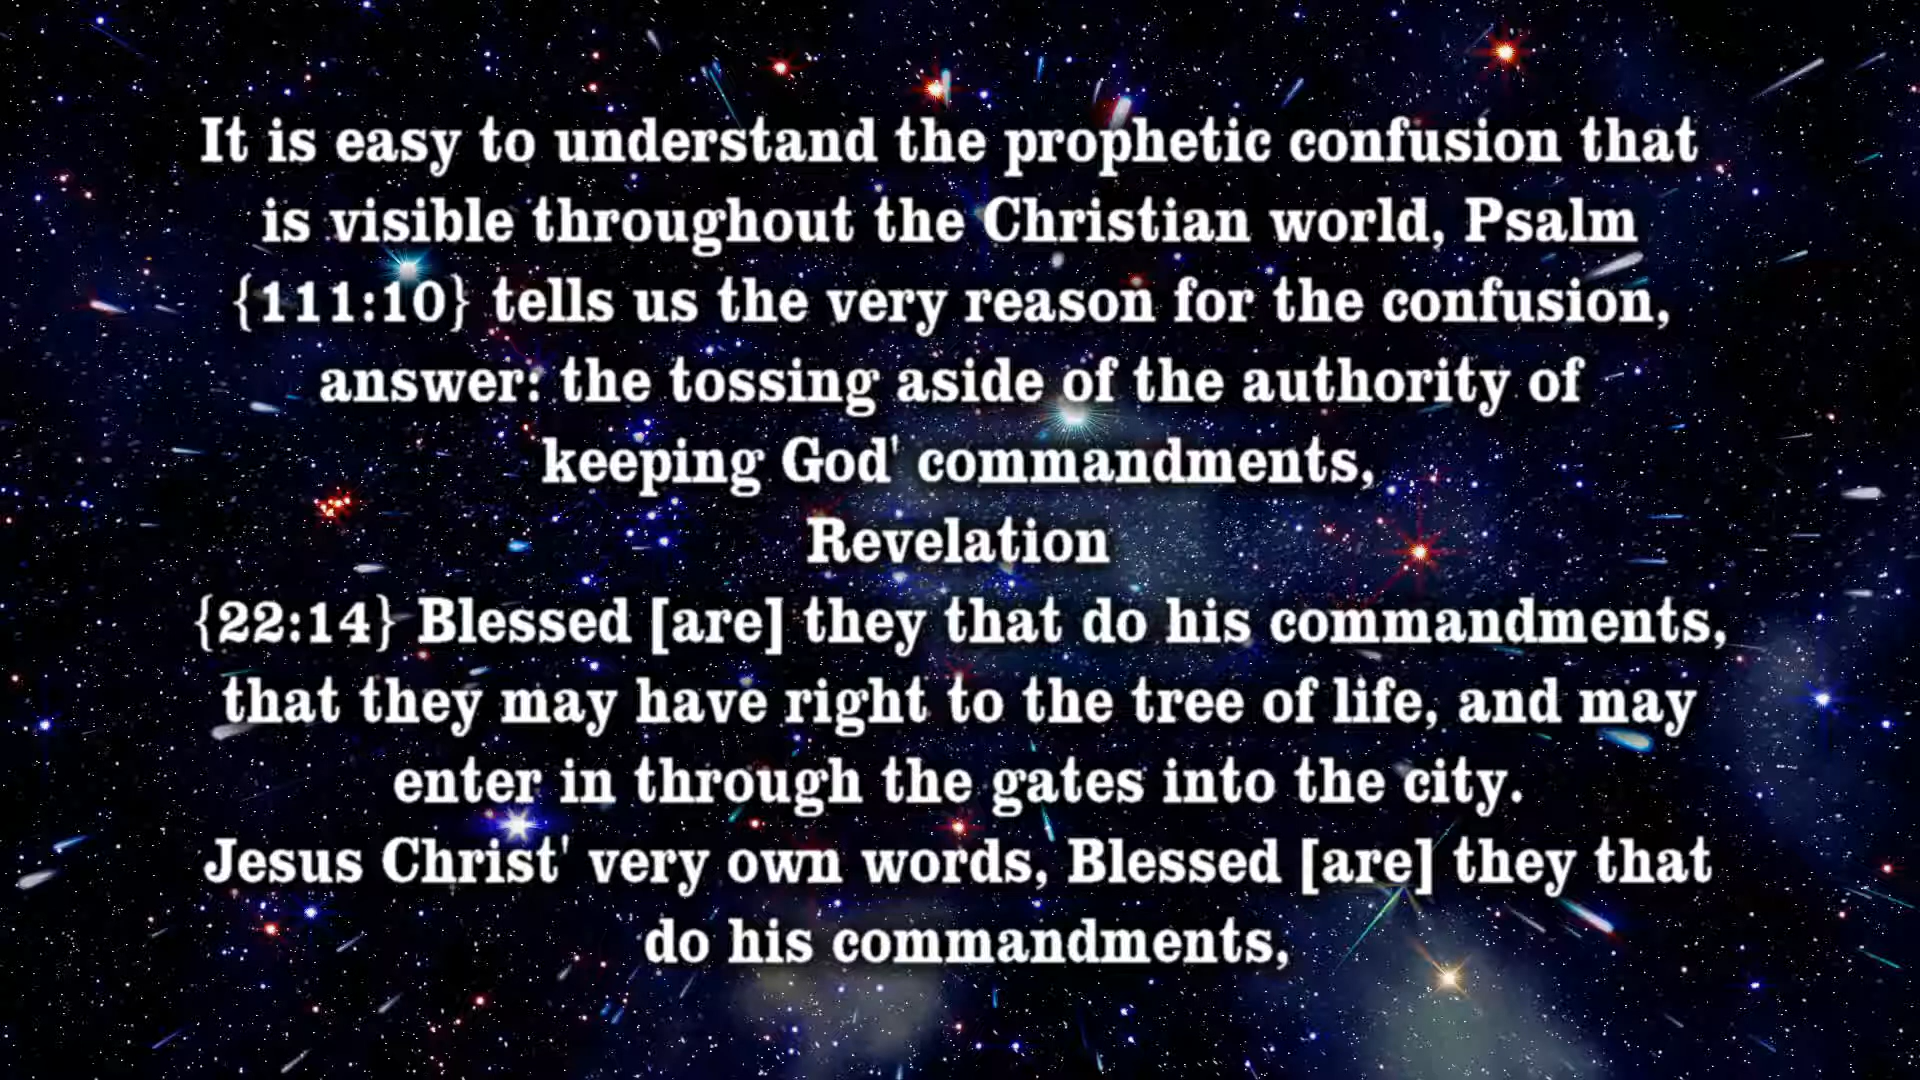 It is easy to understand the prophetic confusion that
is visible throughout the Christian world, Psalm
{111:10} tells us the very reason for the confusion,
answer: the tossing aside of the authority of
keeping God' commandments,
Revelation
{22:14} Blessed [are] they that do his commandments,
that they may have right to the tree of life, and may
enter in through the gates into the city.
Jesus Christ' very own words, Blessed [are] they that
do his commandments,